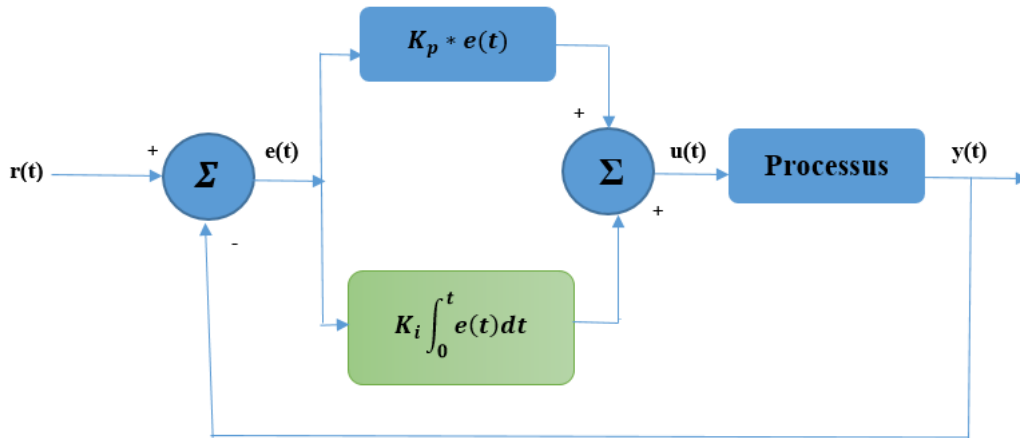 K_p * e(t)
+
r(t)
+
Σ
e(t)
-
Σ
u(t)
+
Processus
y(t)
K_i ∫_0^t e(t)dt